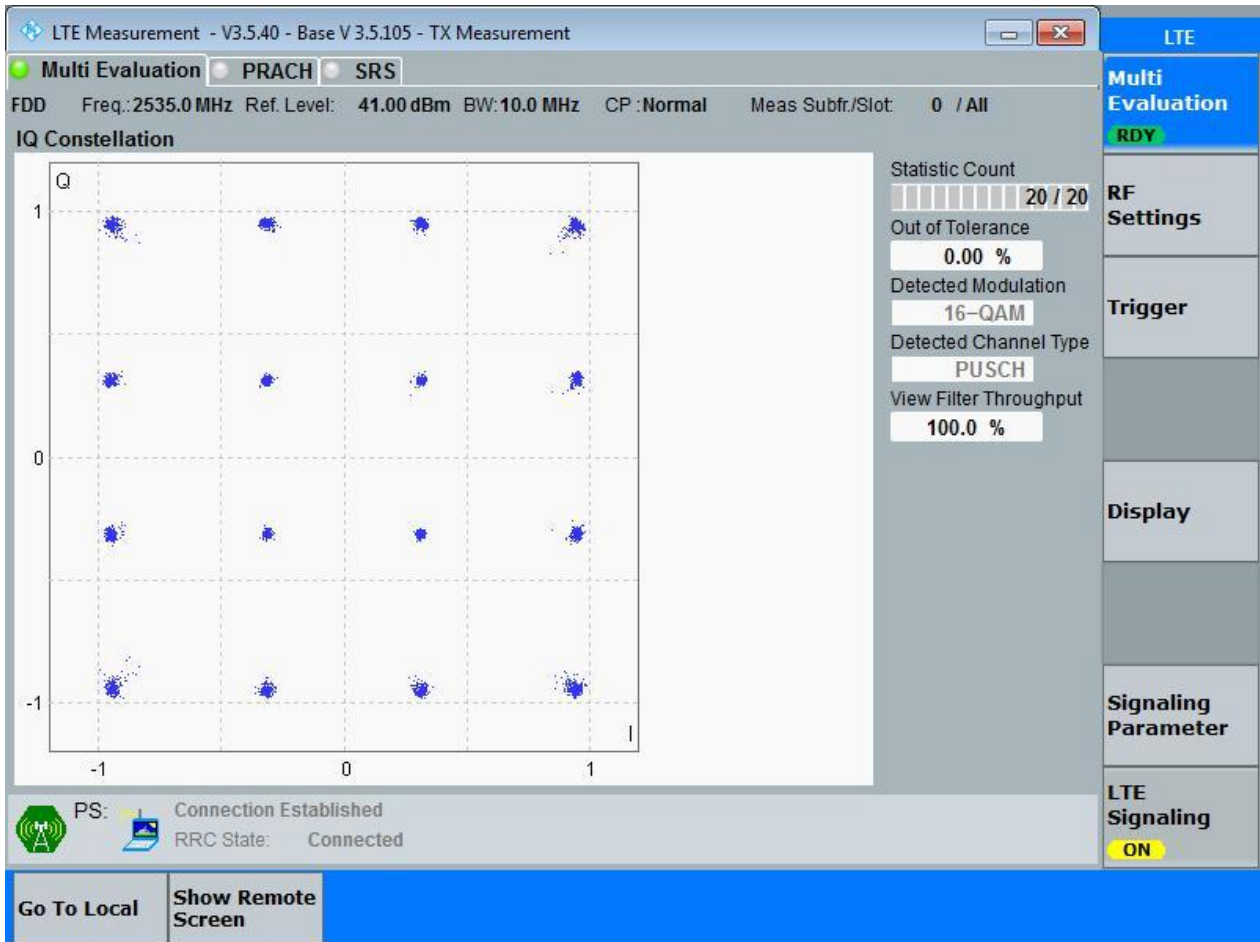 LTE Measurement - V3.5.40 - Base V 3.5.105 - TX Measurement
LTE
Multi Evaluation PRACH SRS
Multi
Evaluation
RDY
FDD Freq.: 2535.0 MHz Ref. Level: 41.00 dBm BW: 10.0 MHz CP : Normal Meas Subfr./Slot: 0 / All
IQ Constellation
Q
1
0
-1
I
-1 0 1
Statistic Count
20 / 20
Out of Tolerance
0.00 %
Detected Modulation
16-QAM
Detected Channel Type
PUSCH
View Filter Throughput
100.0 %
RF
Settings
Trigger
Display
Signaling
Parameter
LTE
Signaling
ON
PS: Connection Established
RRC State: Connected
Go To Local
Show Remote
Screen